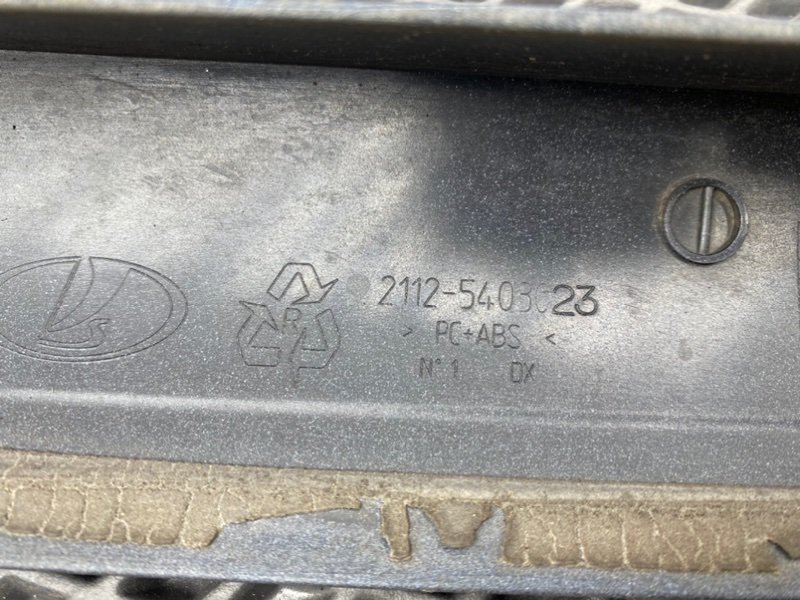 2112-5403023
> PC+ABS <
N°1 DX
R